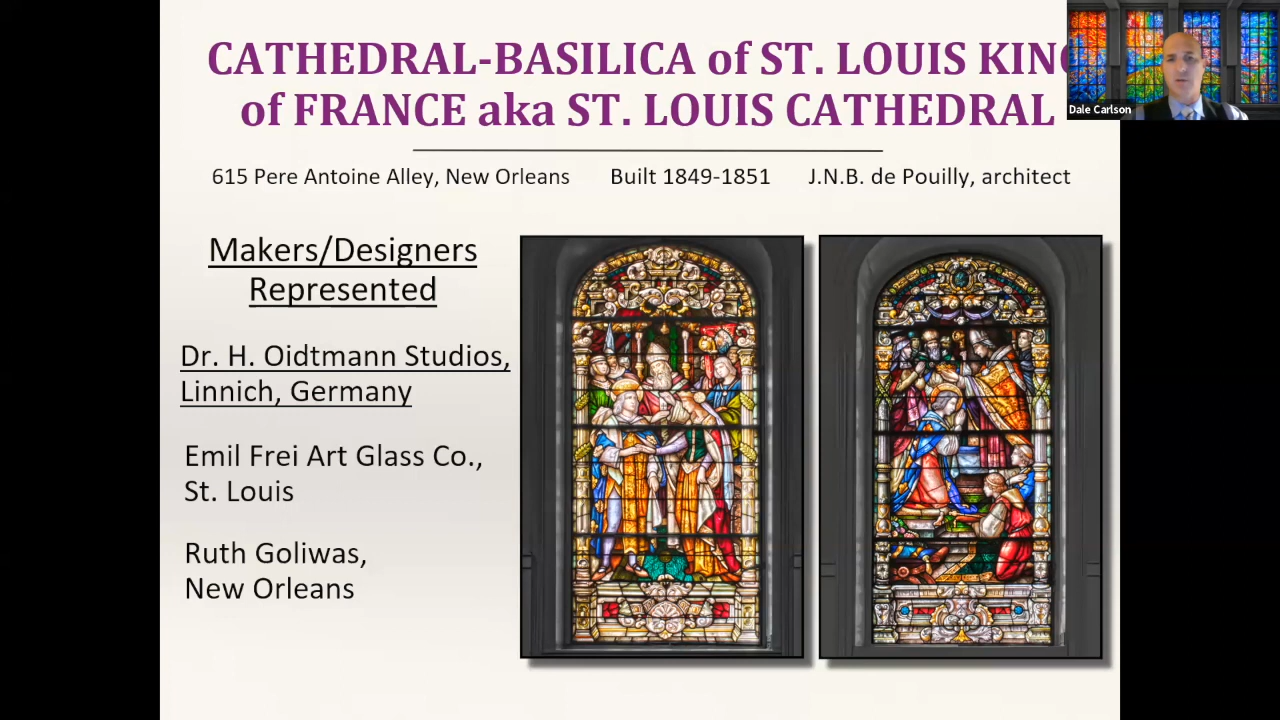 CATHEDRAL-BASILICA of ST. LOUIS KING
of FRANCE aka ST. LOUIS CATHEDRAL
Dale Carlson
615 Pere Antoine Alley, New Orleans Built 1849-1851 J.N.B. de Pouilly, architect
Makers/Designers
Represented
Dr. H. Oidtmann Studios,
Linnich, Germany
Emil Frei Art Glass Co.,
St. Louis
Ruth Goliwas,
New Orleans